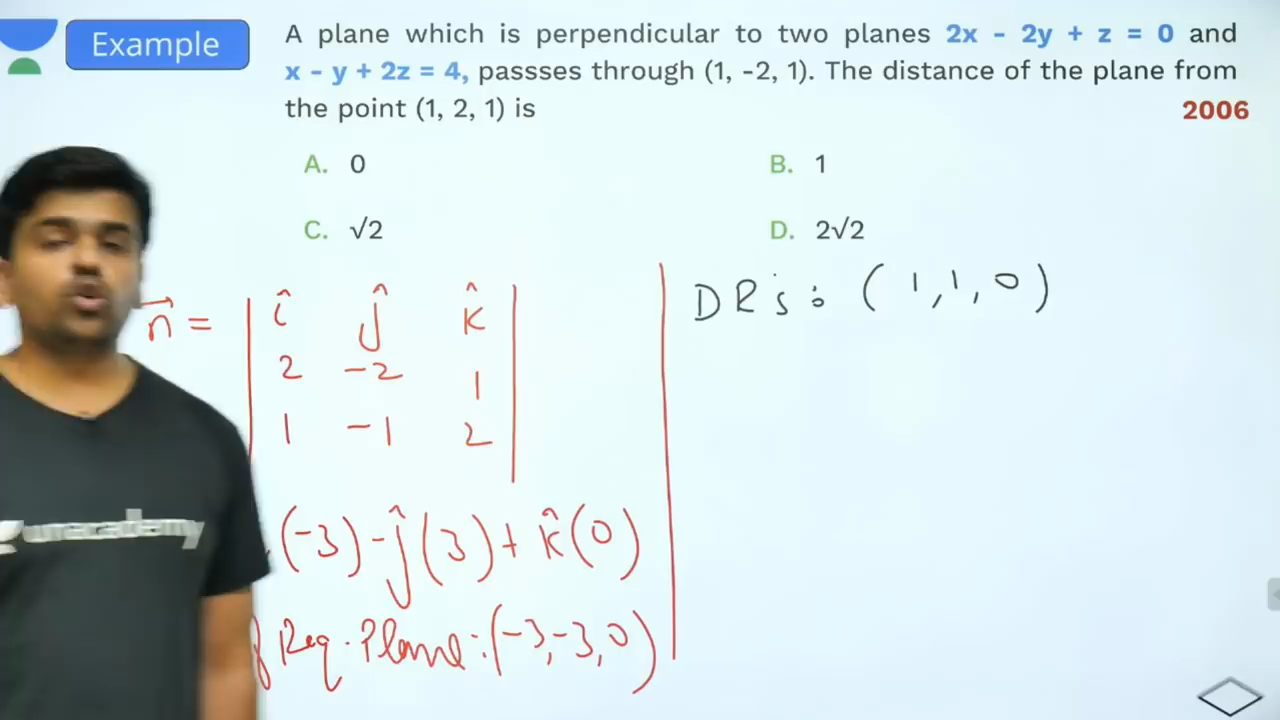 Example
A plane which is perpendicular to two planes 2x - 2y + z = 0 and
x - y + 2z = 4, passses through (1, -2, 1). The distance of the plane from
the point (1, 2, 1) is
2006
A. 0
B. 1
C. √2
D. 2√2
n⃗ = | î ĵ k̂ |
2 -2 1
1 -1 2
(-3) - ĵ(3) + k̂(0)
Req. Plane: (-3, -3, 0)
DRs: (1, 1, 0)
unacademy